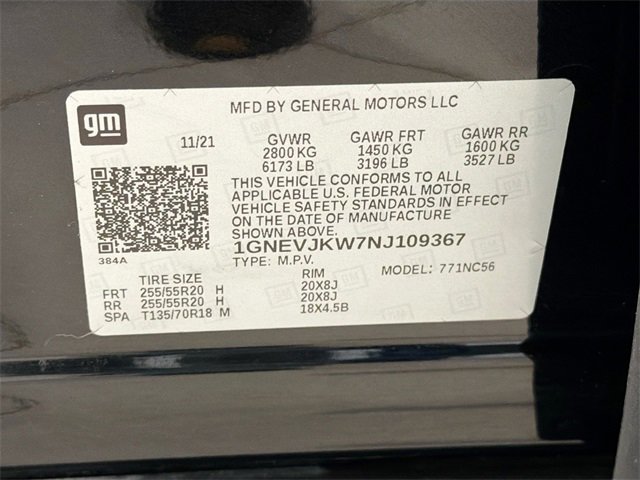 gm
MFD BY GENERAL MOTORS LLC
11/21 GVWR GAWR FRT GAWR RR
2800 KG 1450 KG 1600 KG
6173 LB 3196 LB 3527 LB
THIS VEHICLE CONFORMS TO ALL
APPLICABLE U.S. FEDERAL MOTOR
VEHICLE SAFETY STANDARDS IN EFFECT
ON THE DATE OF MANUFACTURE
SHOWN ABOVE.
384A
1GNEVJKW7NJ109367
TYPE: M.P.V. MODEL: 771NC56
TIRE SIZE RIM
FRT 255/55R20 H 20X8J
RR 255/55R20 H 20X8J
SPA T135/70R18 M 18X4.5B